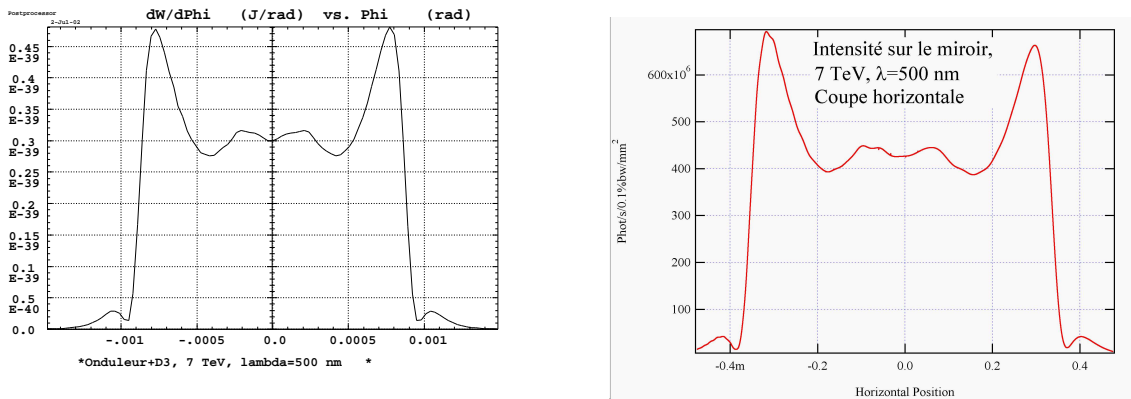 Postprocessor
2-Jul-02
dW/dPhi (J/rad) vs. Phi (rad)
0.45
E-39
0.4
E-39
0.35
E-39
0.3
E-39
0.25
E-39
0.2
E-39
0.15
E-39
0.1
E-39
0.5
E-40
0.0
-.001 -.0005 0.0 0.0005 0.001
*Onduleur+D3, 7 TeV, lambda=500 nm *
Intensité sur le miroir,
7 TeV, λ=500 nm
Coupe horizontale
Phot/s/0.1%bw/mm²
600x10⁶
500
400
300
200
100
-0.4m -0.2 0.0 0.2 0.4
Horizontal Position